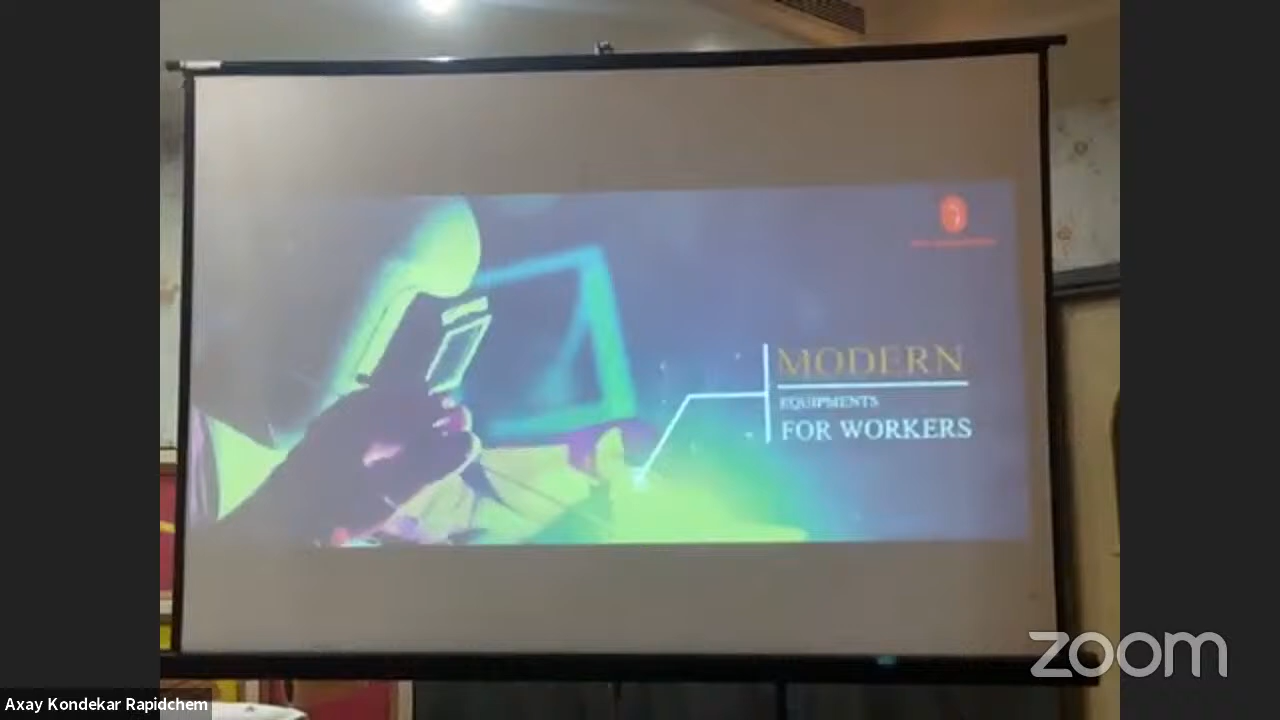 MODERN
EQUIPMENTS
FOR WORKERS
zoom
Axay Kondekar Rapidchem